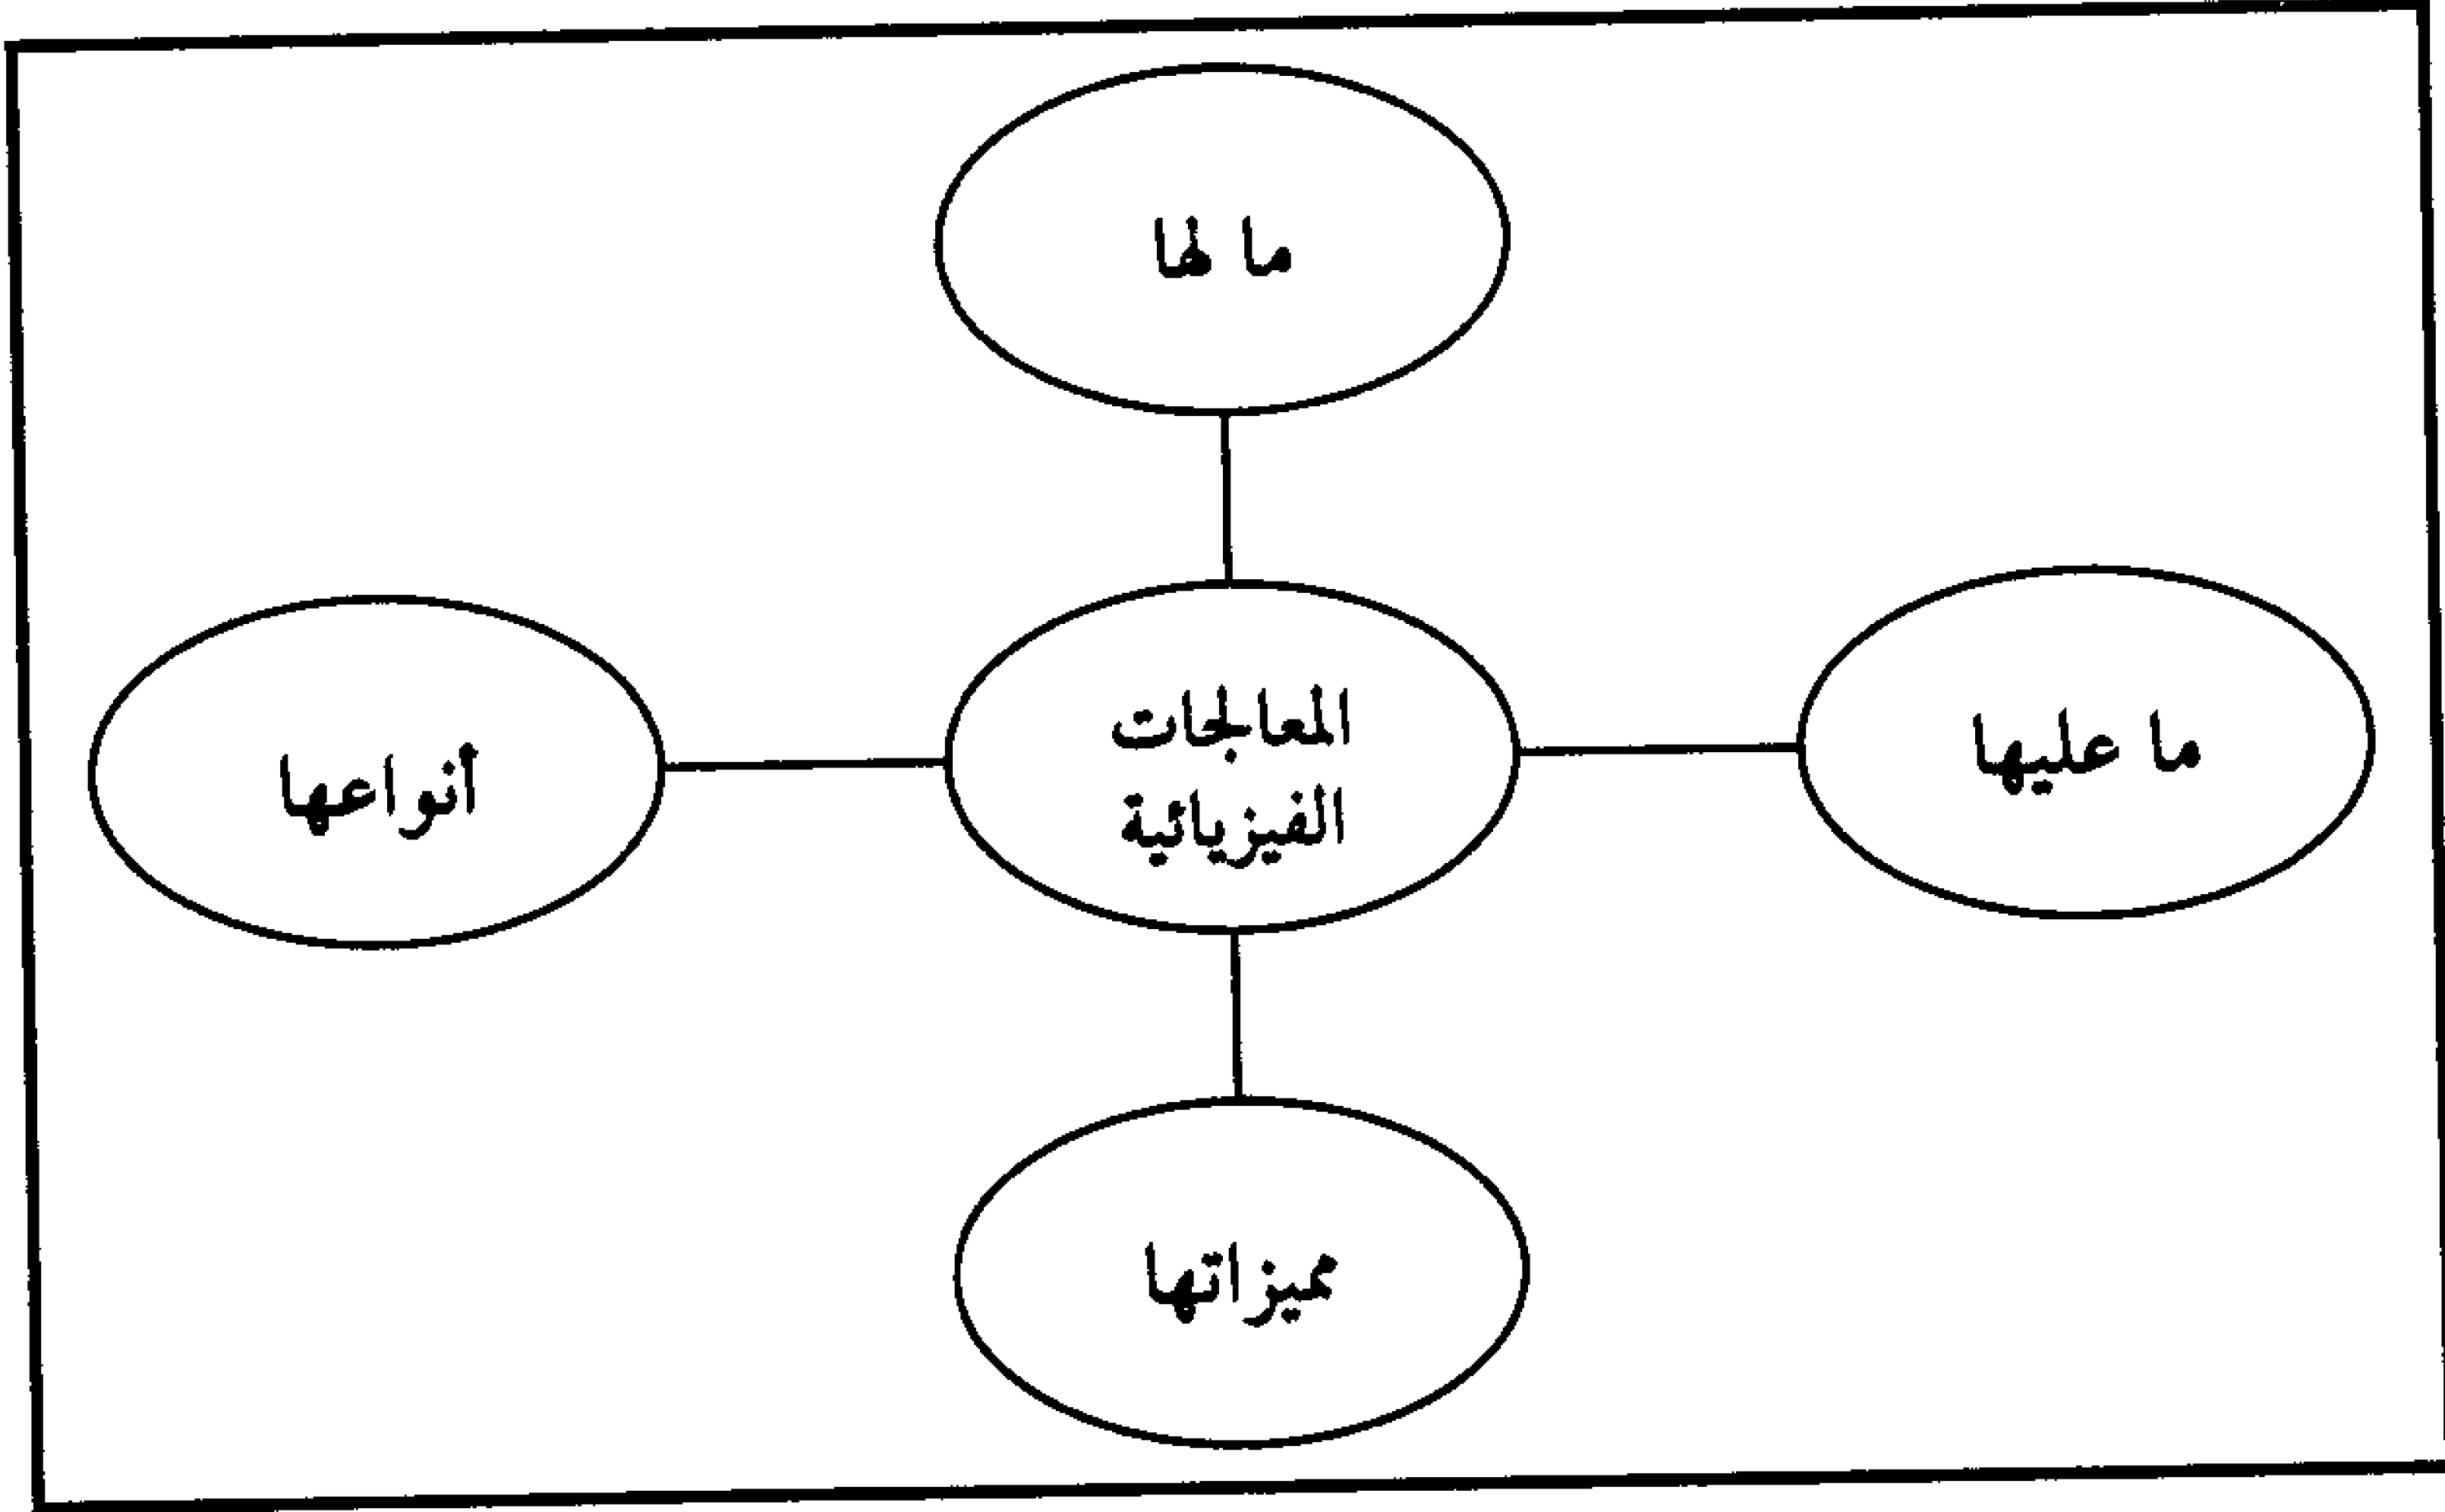 ما لها
ما عليها
المعالجات
الفيزيائية
أنواعها
مميزاتها